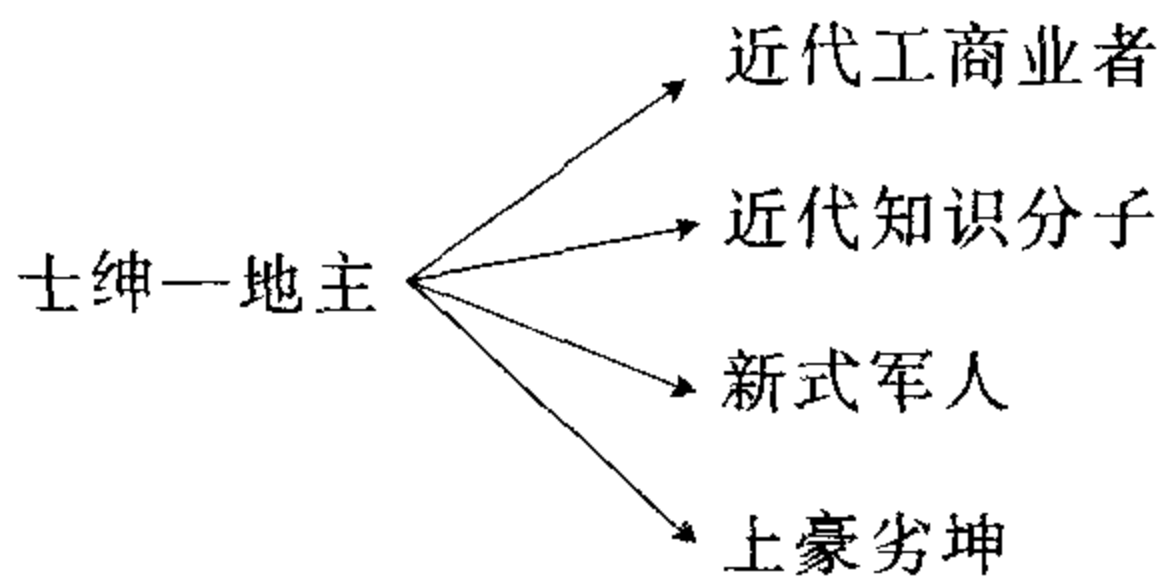 近代工商业者
近代知识分子
士绅—地主
新式军人
上豪劣坤